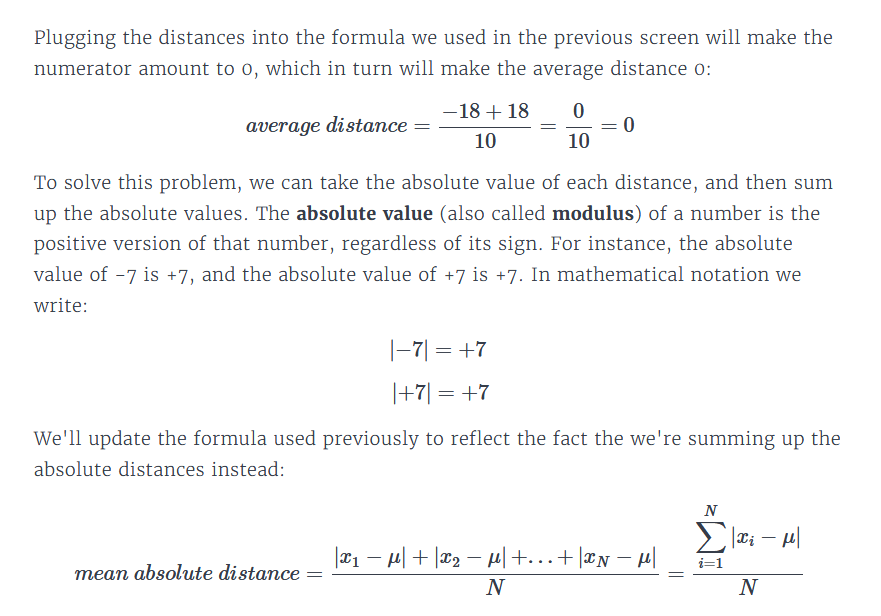 Plugging the distances into the formula we used in the previous screen will make the
numerator amount to 0, which in turn will make the average distance 0:
average distance = \frac{−18 + 18}{10} = \frac{0}{10} = 0
To solve this problem, we can take the absolute value of each distance, and then sum
up the absolute values. The absolute value (also called modulus) of a number is the
positive version of that number, regardless of its sign. For instance, the absolute
value of -7 is +7, and the absolute value of +7 is +7. In mathematical notation we
write:
|−7| = +7
|+7| = +7
We'll update the formula used previously to reflect the fact the we're summing up the
absolute distances instead:
mean absolute distance = \frac{|x_1 − μ| + |x_2 − μ| +...+ |x_N − μ|}{N} = \frac{\sum_{i=1}^{N} |x_i − μ|}{N}